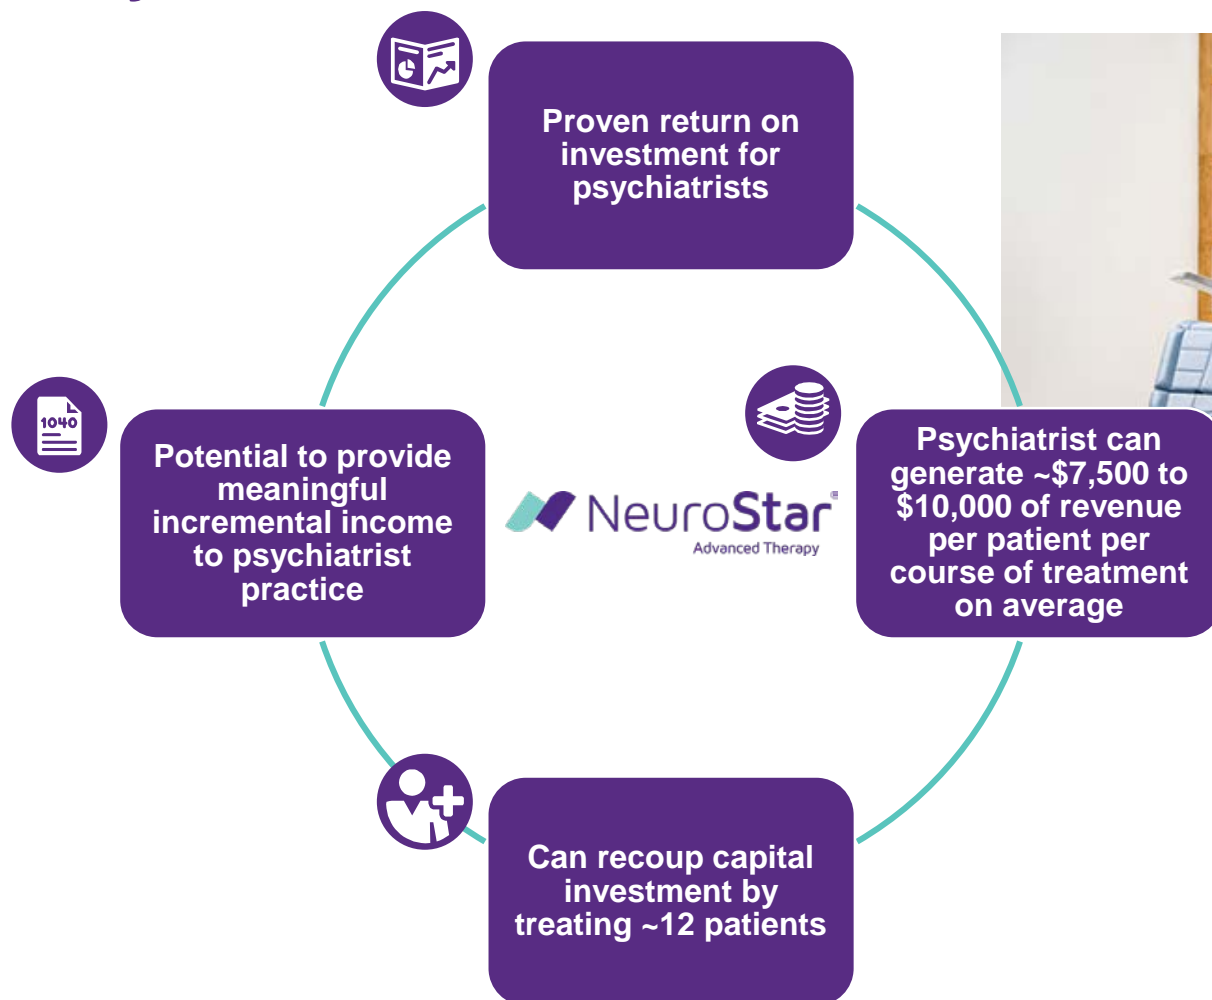 Proven return on
investment for
psychiatrists
1040
Potential to provide
meaningful
incremental income
to psychiatrist
practice
NeuroStar®
Advanced Therapy
Psychiatrist can
generate ~$7,500 to
$10,000 of revenue
per patient per
course of treatment
on average
Can recoup capital
investment by
treating ~12 patients